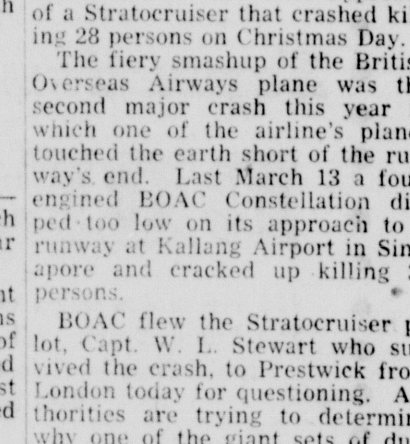 of a Stratocruiser that crashed ki
ing 28 persons on Christmas Day.
The fiery smashup of the Britis
Overseas Airways plane was th
second major crash this year
which one of the airline's plan
touched the earth short of the ru
way's end. Last March 13 a fou
engined BOAC Constellation di
ped too low on its approach to
runway at Kallang Airport in Sin
apore and cracked up killing
persons.
BOAC flew the Stratocruiser p
lot, Capt. W. L. Stewart who su
vived the crash, to Prestwick fro
London today for questioning. A
thorities are trying to determin
why one of the giant sets of